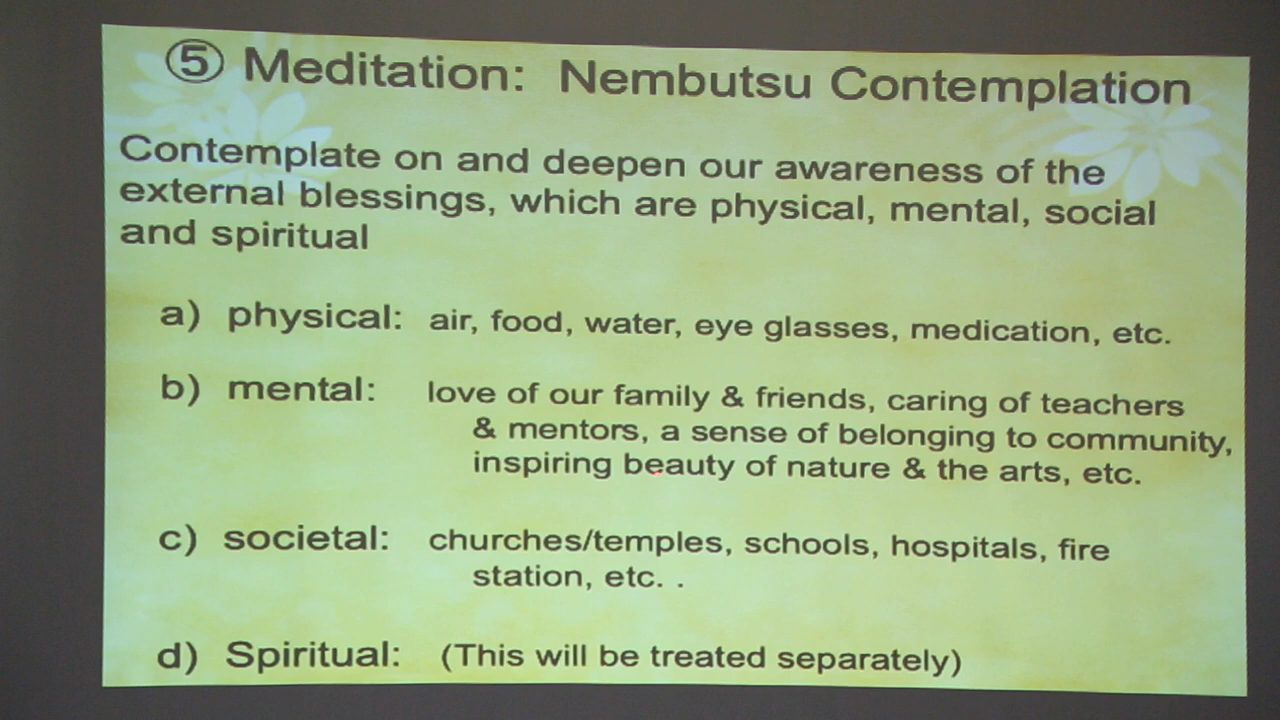 ⑤ Meditation: Nembutsu Contemplation
Contemplate on and deepen our awareness of the
external blessings, which are physical, mental, social
and spiritual
a) physical: air, food, water, eye glasses, medication, etc.
b) mental: love of our family & friends, caring of teachers
& mentors, a sense of belonging to community,
inspiring beauty of nature & the arts, etc.
c) societal: churches/temples, schools, hospitals, fire
station, etc. .
d) Spiritual: (This will be treated separately)